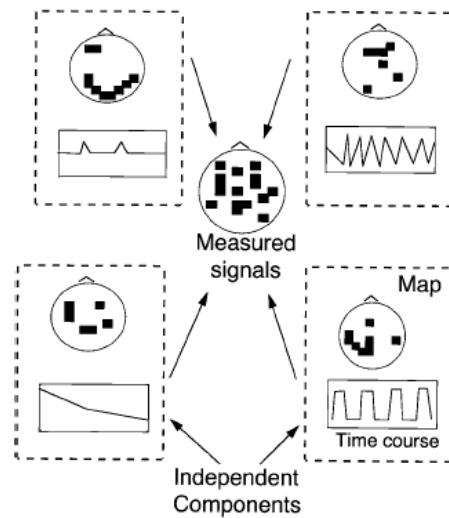 Measured
signals
Map
Time course
Independent
Components